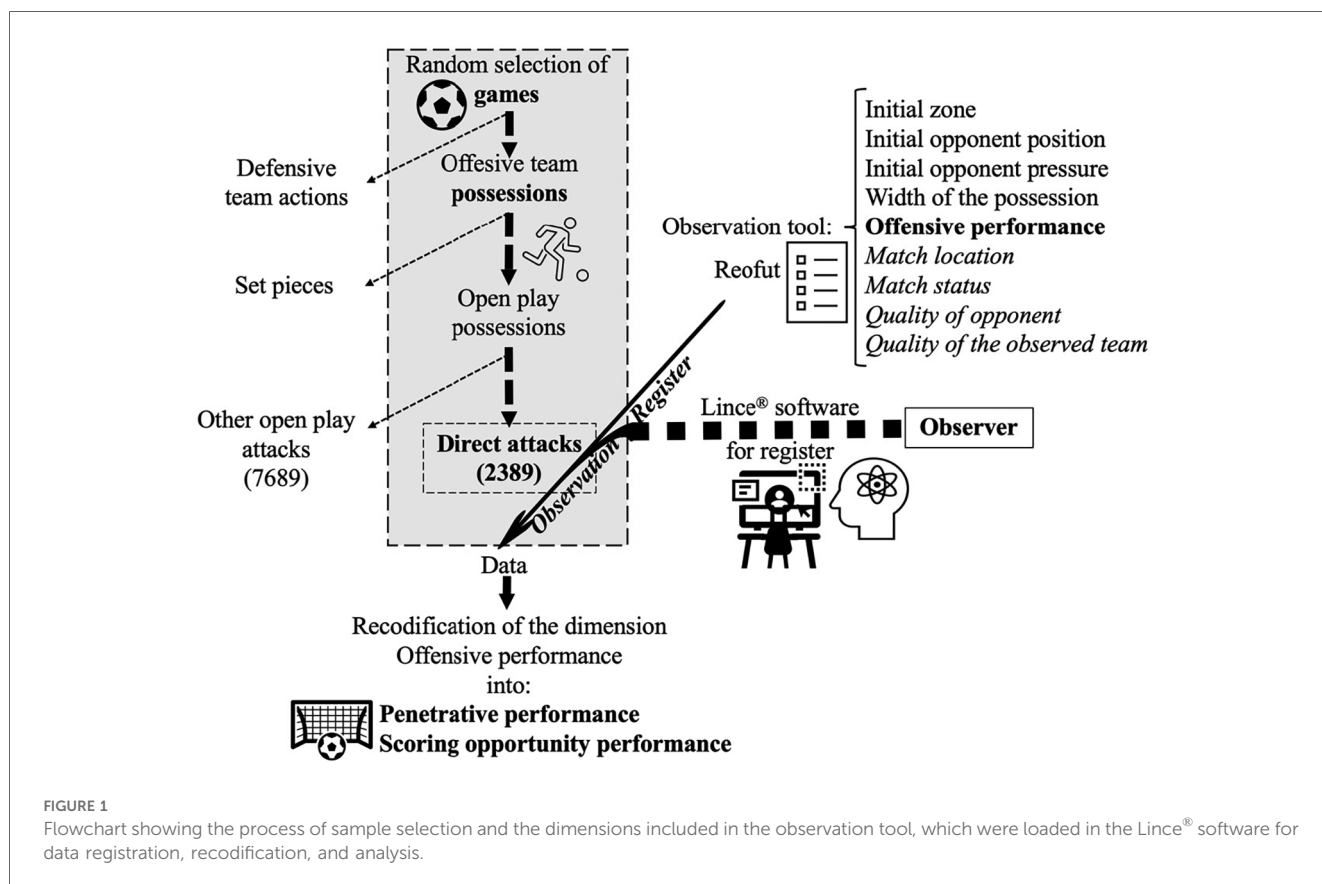 Random selection of
games
Defensive
team actions
Offesive team
possessions
Set pieces
Open play
possessions
Other open play
attacks
(7689)
Direct attacks
(2389)
Observation tool:
Reofut
Initial zone
Initial opponent position
Initial opponent pressure
Width of the possession
Offensive performance
Match location
Match status
Quality of opponent
Quality of the observed team
Register
Observation
Lince® software
for register
Observer
Data
Recodification of the dimension
Offensive performance
into:
Penetrative performance
Scoring opportunity performance
FIGURE 1
Flowchart showing the process of sample selection and the dimensions included in the observation tool, which were loaded in the Lince® software for
data registration, recodification, and analysis.